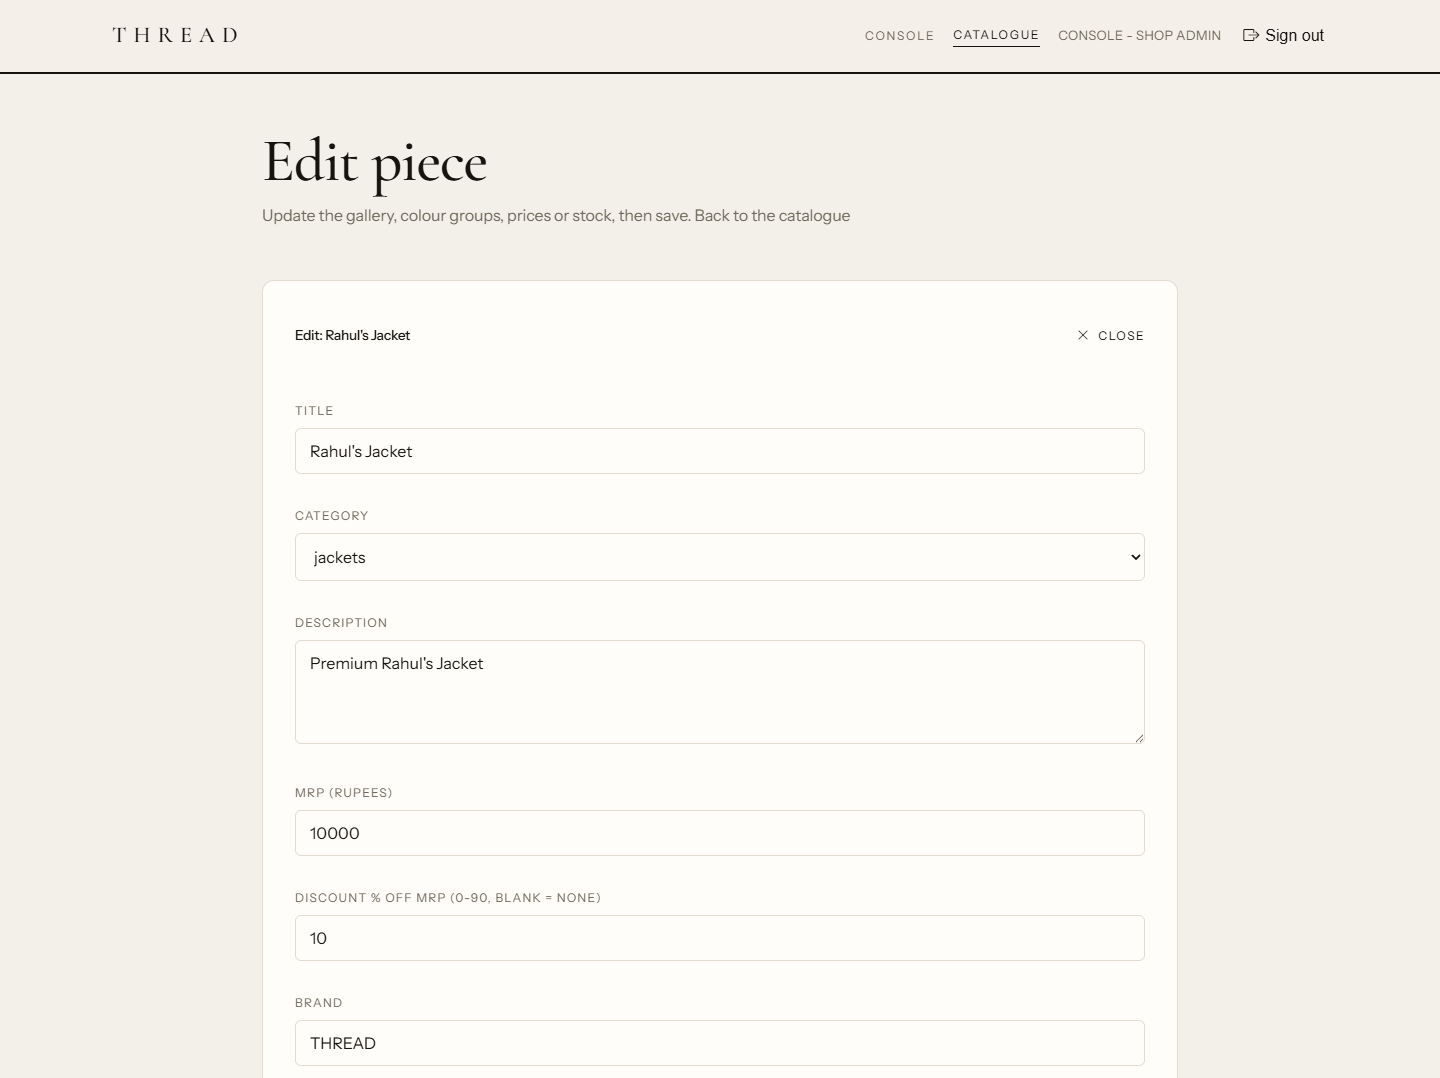 THREAD
CONSOLE
CATALOGUE
CONSOLE - SHOP ADMIN
Sign out
Edit piece
Update the gallery, colour groups, prices or stock, then save. Back to the catalogue
Edit: Rahul's Jacket
CLOSE
TITLE
Rahul's Jacket
CATEGORY
jackets
DESCRIPTION
Premium Rahul's Jacket
MRP (RUPEES)
10000
DISCOUNT % OFF MRP (0-90, BLANK = NONE)
10
BRAND
THREAD